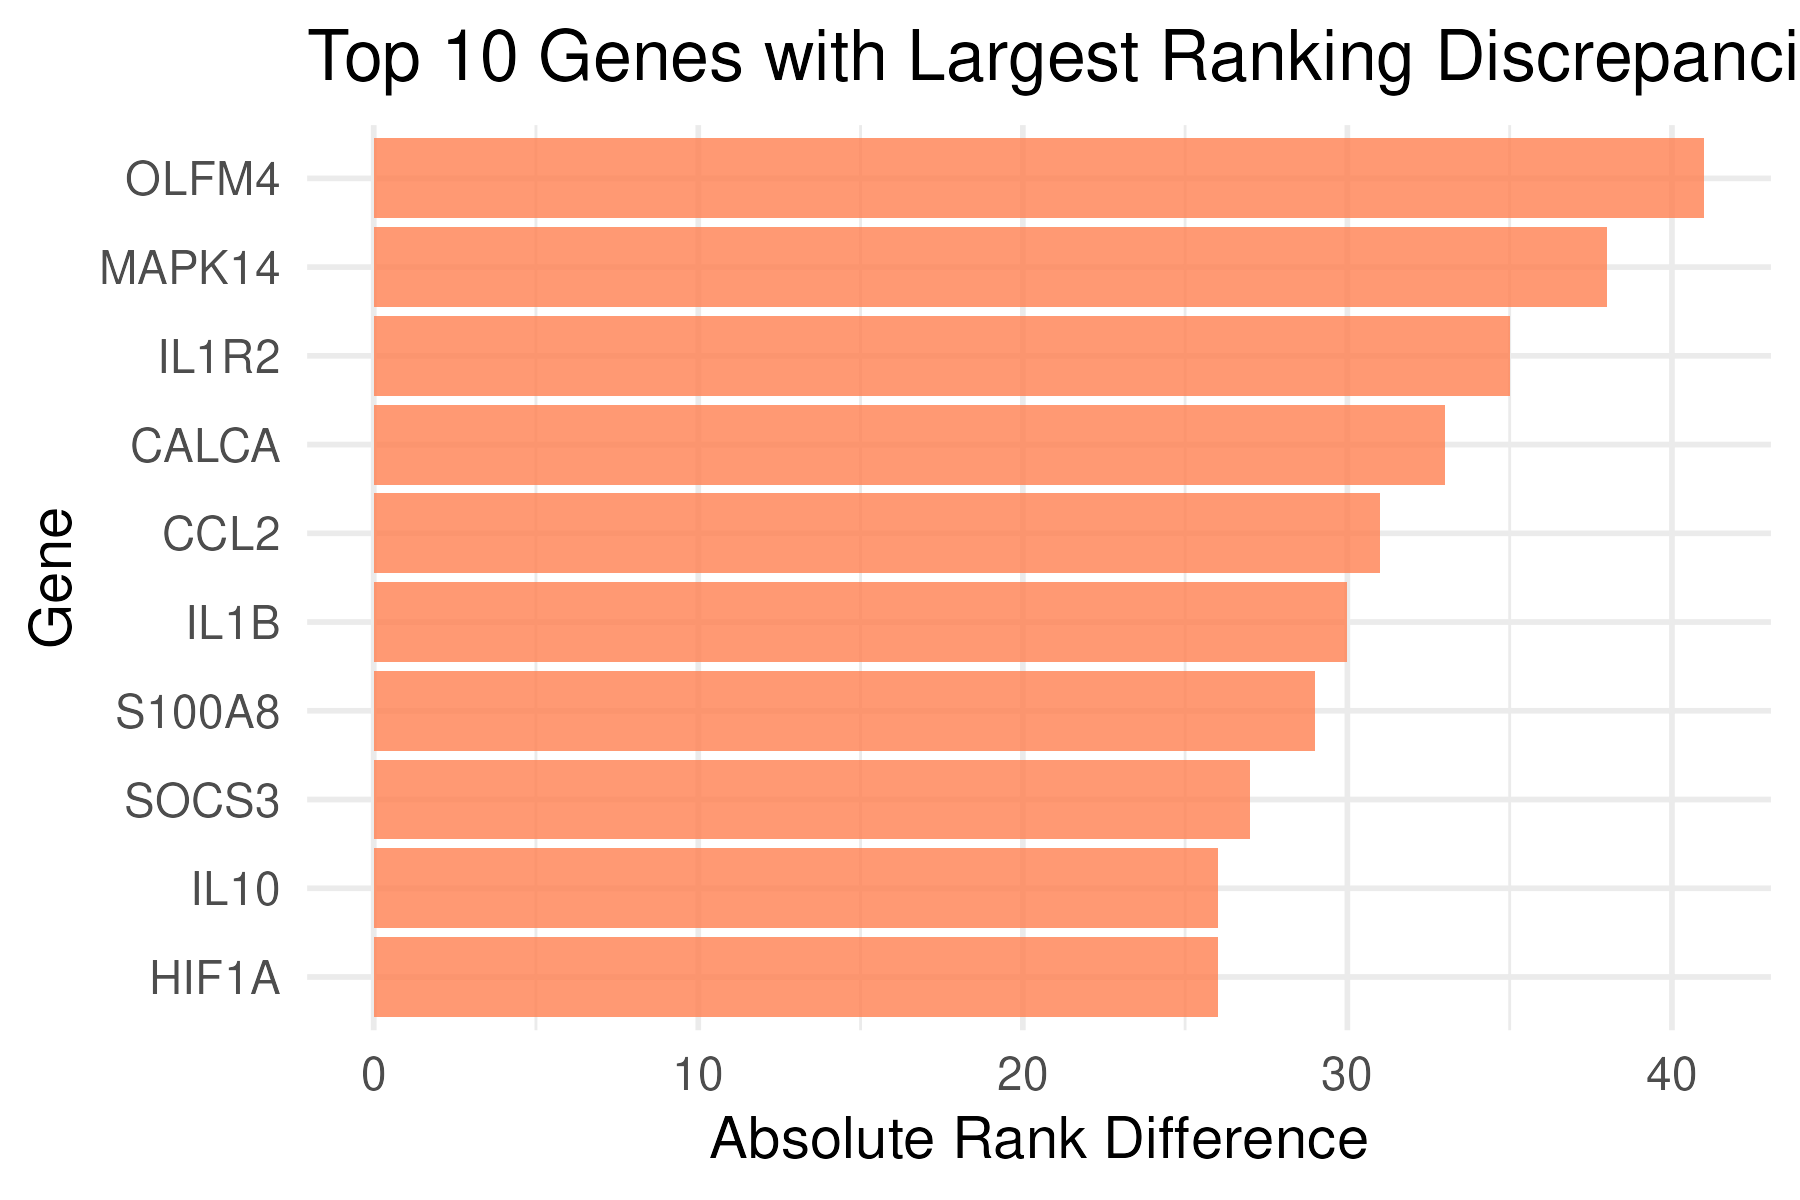 Top 10 Genes with Largest Ranking Discrepanci
OLFM4
MAPK14
IL1R2
CALCA
CCL2
IL1B
S100A8
SOCS3
IL10
HIF1A
Gene
0 10 20 30 40
Absolute Rank Difference